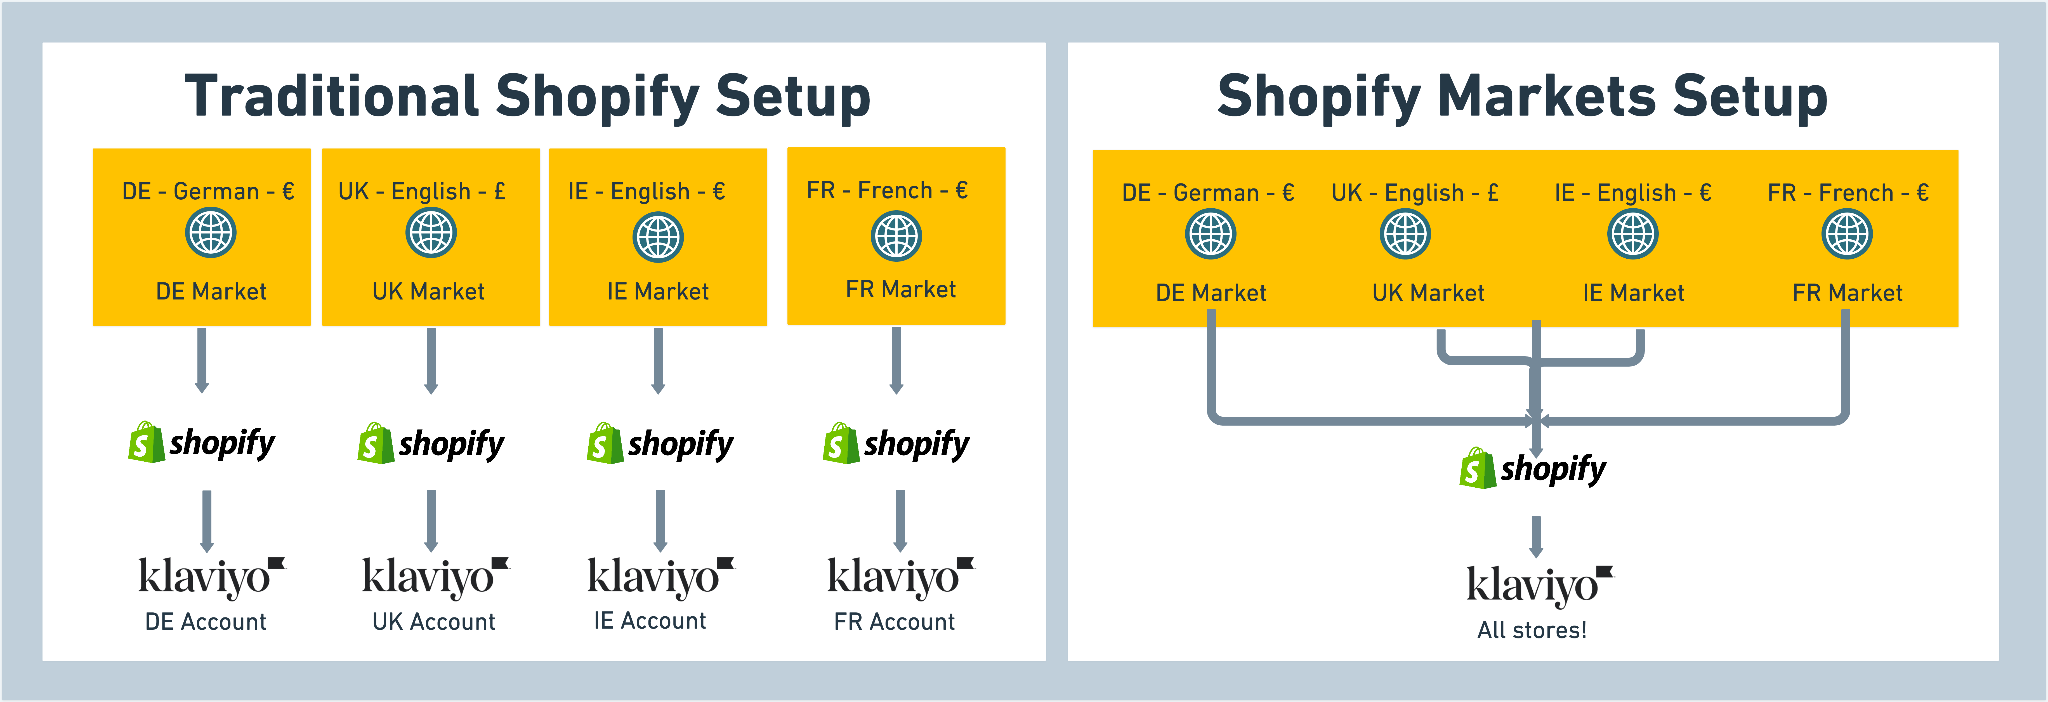 Traditional Shopify Setup
DE - German - €
UK - English - £
IE - English - €
FR - French - €
DE Market
UK Market
IE Market
FR Market
S shopify
S shopify
S shopify
S shopify
klaviyo
klaviyo
klaviyo
klaviyo
DE Account
UK Account
IE Account
FR Account
Shopify Markets Setup
DE - German - €
UK - English - £
IE - English - €
FR - French - €
DE Market
UK Market
IE Market
FR Market
S shopify
klaviyo
All stores!